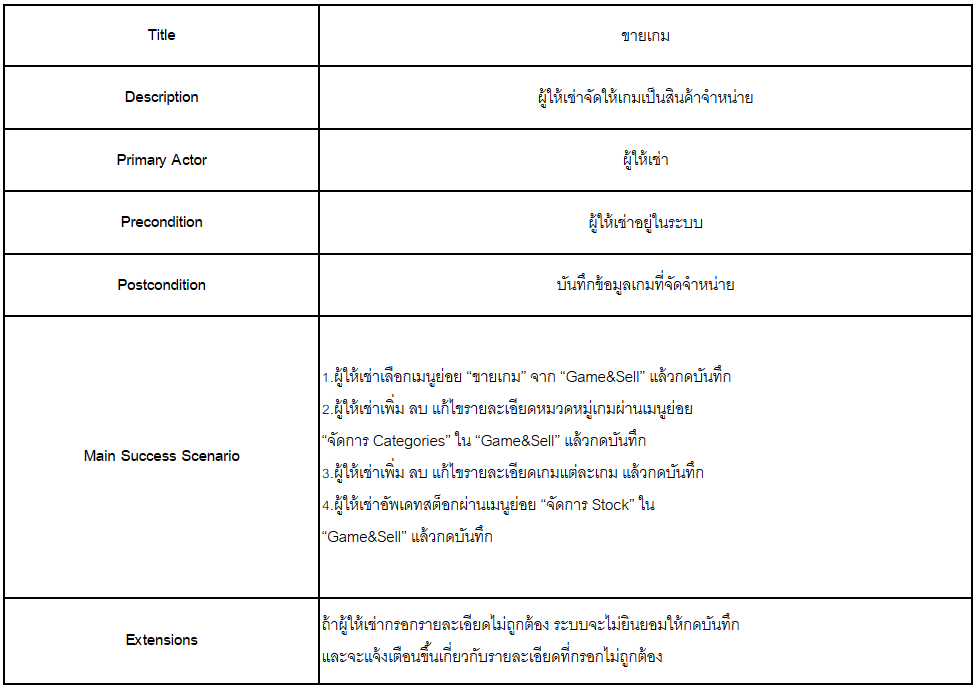 Title
ขายเกม
Description
ผู้ให้เช่าจัดให้เกมเป็นสินค้าจำหน่าย
Primary Actor
ผู้ให้เช่า
Precondition
ผู้ให้เช่าอยู่ในระบบ
Postcondition
บันทึกข้อมูลเกมที่จัดจำหน่าย
Main Success Scenario
1.ผู้ให้เช่าเลือกเมนูย่อย “ขายเกม” จาก “Game&Sell” แล้วกดบันทึก
2.ผู้ให้เช่าเพิ่ม ลบ แก้ไขรายละเอียดหมวดหมู่เกมผ่านเมนูย่อย
“จัดการ Categories” ใน “Game&Sell” แล้วกดบันทึก
3.ผู้ให้เช่าเพิ่ม ลบ แก้ไขรายละเอียดเกมแต่ละเกม แล้วกดบันทึก
4.ผู้ให้เช่าอัพเดทสต็อกผ่านเมนูย่อย “จัดการ Stock” ใน
“Game&Sell” แล้วกดบันทึก
Extensions
ถ้าผู้ให้เช่ากรอกรายละเอียดไม่ถูกต้อง ระบบจะไม่ยินยอมให้กดบันทึก
และจะแจ้งเตือนขึ้นเกี่ยวกับรายละเอียดที่กรอกไม่ถูกต้อง